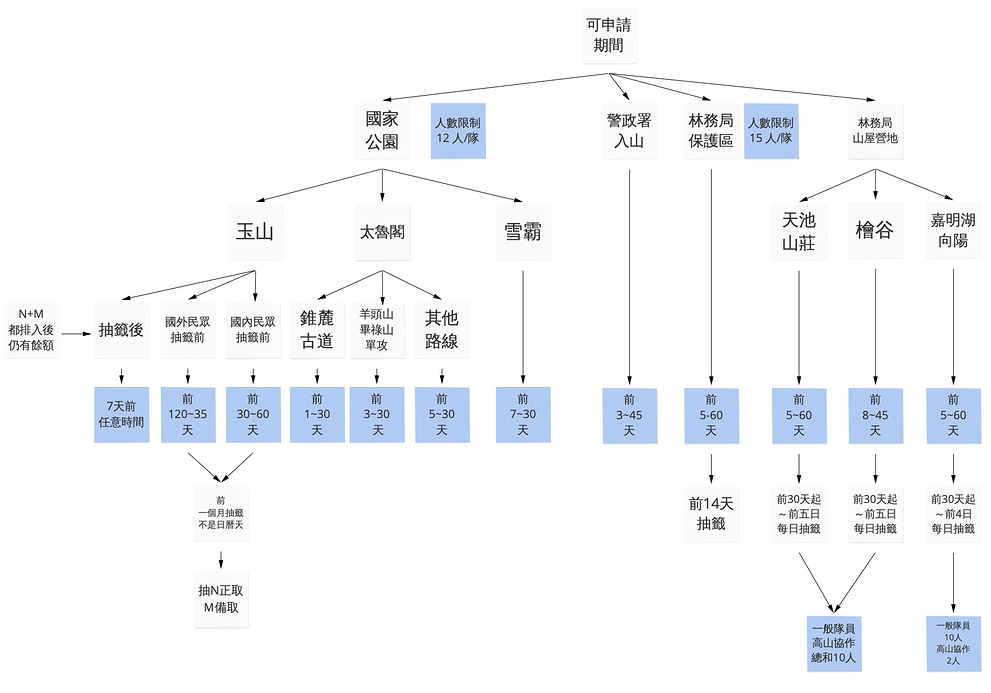 可申請
期間
國家
公園
人數限制
12 人/隊
警政署
入山
林務局
保護區
人數限制
15 人/隊
林務局
山屋營地
玉山
太魯閣
雪霸
天池
山莊
檜谷
嘉明湖
向陽
N+M
都排入後
仍有餘額
抽籤後
國外民眾
抽籤前
國內民眾
抽籤前
錐麓
古道
羊頭山
畢祿山
單攻
其他
路線
7天前
任意時間
前
120~35
天
前
30~60
天
前
1~30
天
前
3~30
天
前
5~30
天
前
7~30
天
前
3~45
天
前
5-60
天
前
5~60
天
前
8~45
天
前
5~60
天
前
一個月抽籤
不是日曆天
前14天
抽籤
前30天起
～前五日
每日抽籤
前30天起
～前五日
每日抽籤
前30天起
～前4日
每日抽籤
抽N正取
M備取
一般隊員
高山協作
總和10人
一般隊員
10人
高山協作
2人